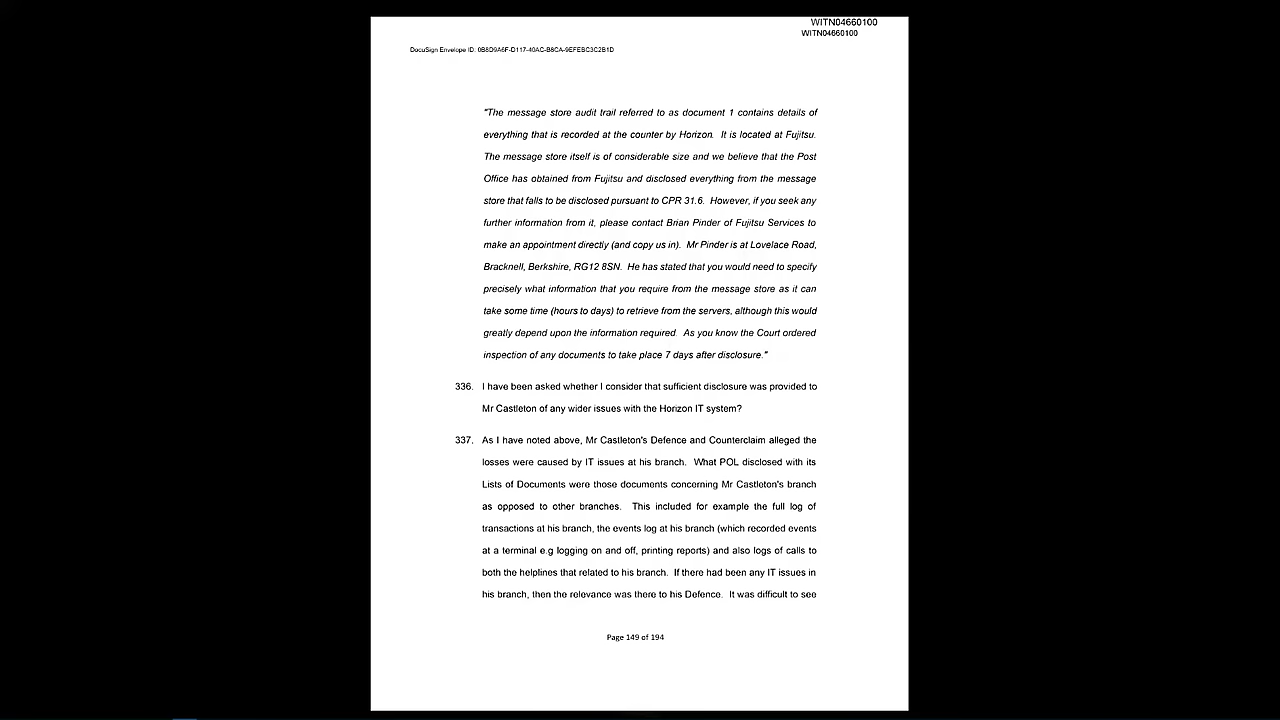 WITN04660100
WITN04660100
DocuSign Envelope ID: 0B8D9A6F-D117-40AC-B8CA-9EFEBC3C2B1D
"The message store audit trail referred to as document 1 contains details of
everything that is recorded at the counter by Horizon. It is located at Fujitsu.
The message store itself is of considerable size and we believe that the Post
Office has obtained from Fujitsu and disclosed everything from the message
store that falls to be disclosed pursuant to CPR 31.6. However, if you seek any
further information from it, please contact Brian Pinder of Fujitsu Services to
make an appointment directly (and copy us in). Mr Pinder is at Lovelace Road,
Bracknell, Berkshire, RG12 8SN. He has stated that you would need to specify
precisely what information that you require from the message store as it can
take some time (hours to days) to retrieve from the servers, although this would
greatly depend upon the information required. As you know the Court ordered
inspection of any documents to take place 7 days after disclosure."
336. I have been asked whether I consider that sufficient disclosure was provided to
Mr Castleton of any wider issues with the Horizon IT system?
337. As I have noted above, Mr Castleton's Defence and Counterclaim alleged the
losses were caused by IT issues at his branch. What POL disclosed with its
Lists of Documents were those documents concerning Mr Castleton's branch
as opposed to other branches. This included for example the full log of
transactions at his branch, the events log at his branch (which recorded events
at a terminal e.g logging on and off, printing reports) and also logs of calls to
both the helplines that related to his branch. If there had been any IT issues in
his branch, then the relevance was there to his Defence. It was difficult to see
Page 149 of 194